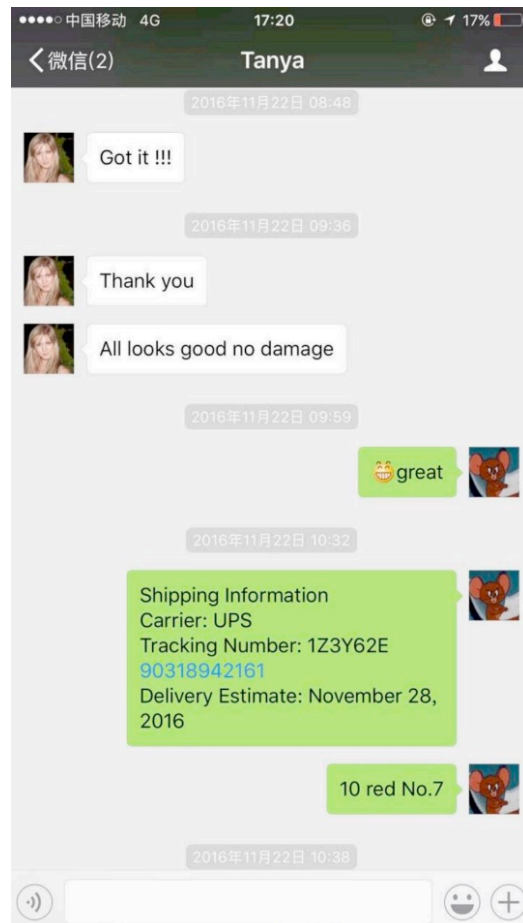 中国移动 4G 17:20 17%
微信(2) Tanya
2016年11月22日 08:48
Got it !!!
2016年11月22日 09:36
Thank you
All looks good no damage
2016年11月22日 09:59
😁great
2016年11月22日 10:32
Shipping Information
Carrier: UPS
Tracking Number: 1Z3Y62E
90318942161
Delivery Estimate: November 28,
2016
10 red No.7
2016年11月22日 10:38